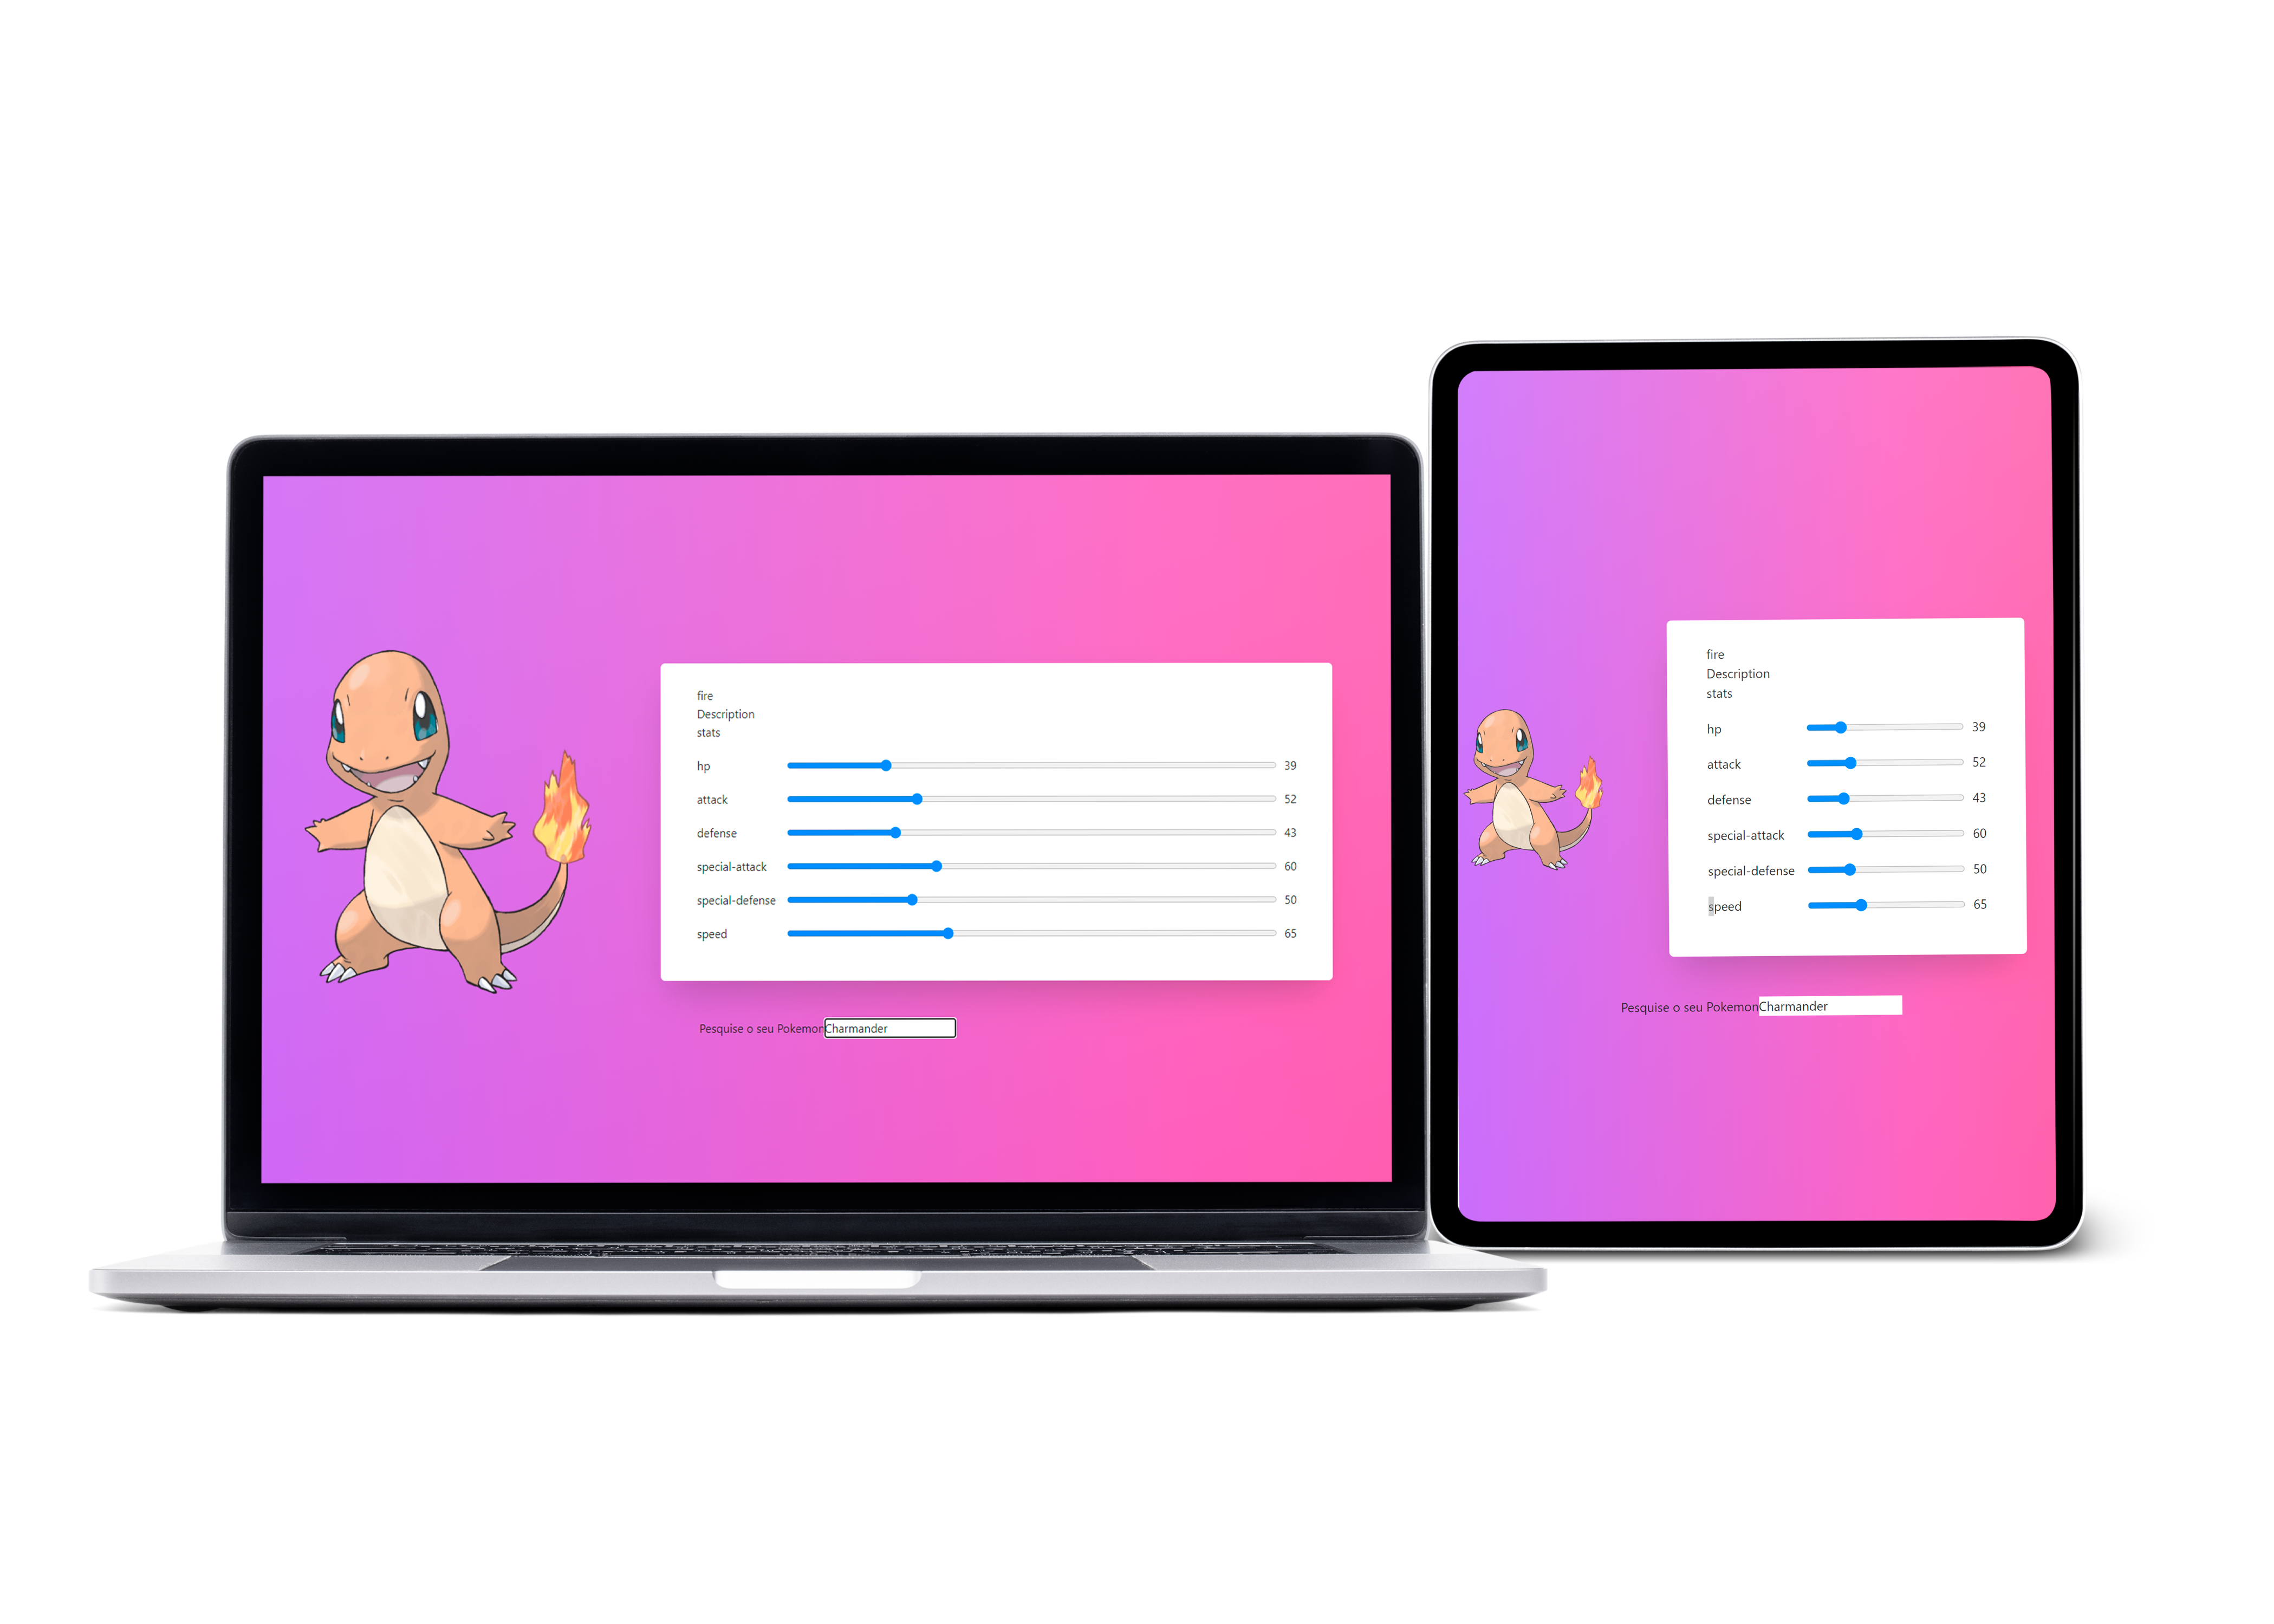 fire
Description
stats
hp 39
attack 52
defense 43
special-attack 60
special-defense 50
speed 65
Pesquise o seu Pokemon Charmander
fire
Description
stats
hp 39
attack 52
defense 43
special-attack 60
special-defense 50
speed 65
Pesquise o seu Pokemon Charmander